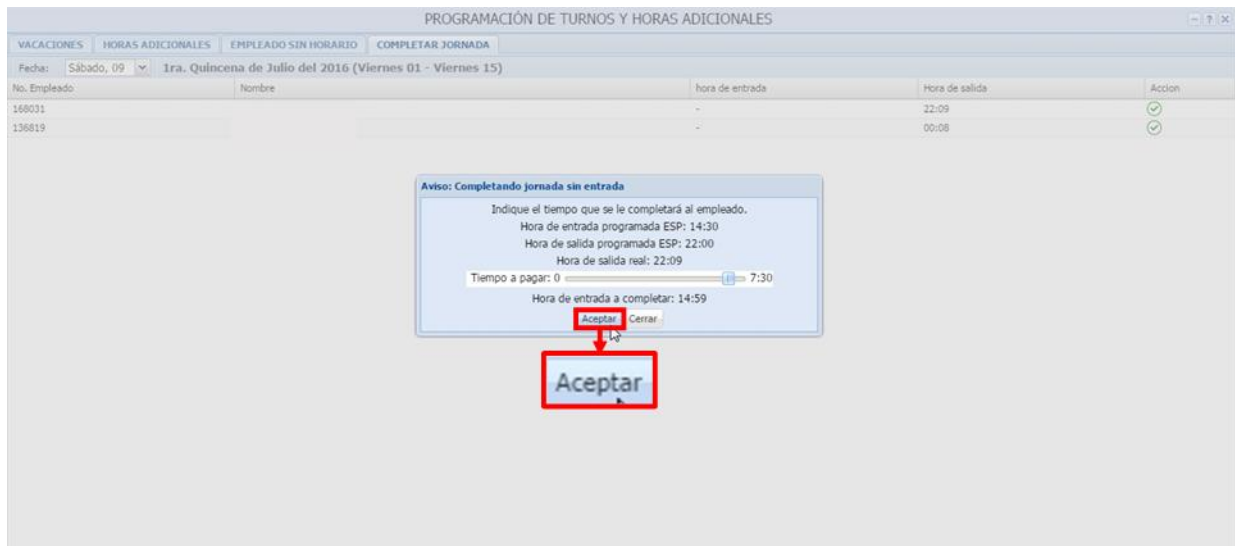 PROGRAMACIÓN DE TURNOS Y HORAS ADICIONALES
VACACIONES HORAS ADICIONALES EMPLEADO SIN HORARIO COMPLETAR JORNADA
Fecha: Sábado, 09 1ra. Quincena de Julio del 2016 (Viernes 01 - Viernes 15)
No. Empleado Nombre hora de entrada Hora de salida Accion
168031 - 22:09
136819 - 00:08
Aviso: Completando jornada sin entrada
Indique el tiempo que se le completará al empleado.
Hora de entrada programada ESP: 14:30
Hora de salida programada ESP: 22:00
Hora de salida real: 22:09
Tiempo a pagar: 0 7:30
Hora de entrada a completar: 14:59
Aceptar Cerrar
Aceptar